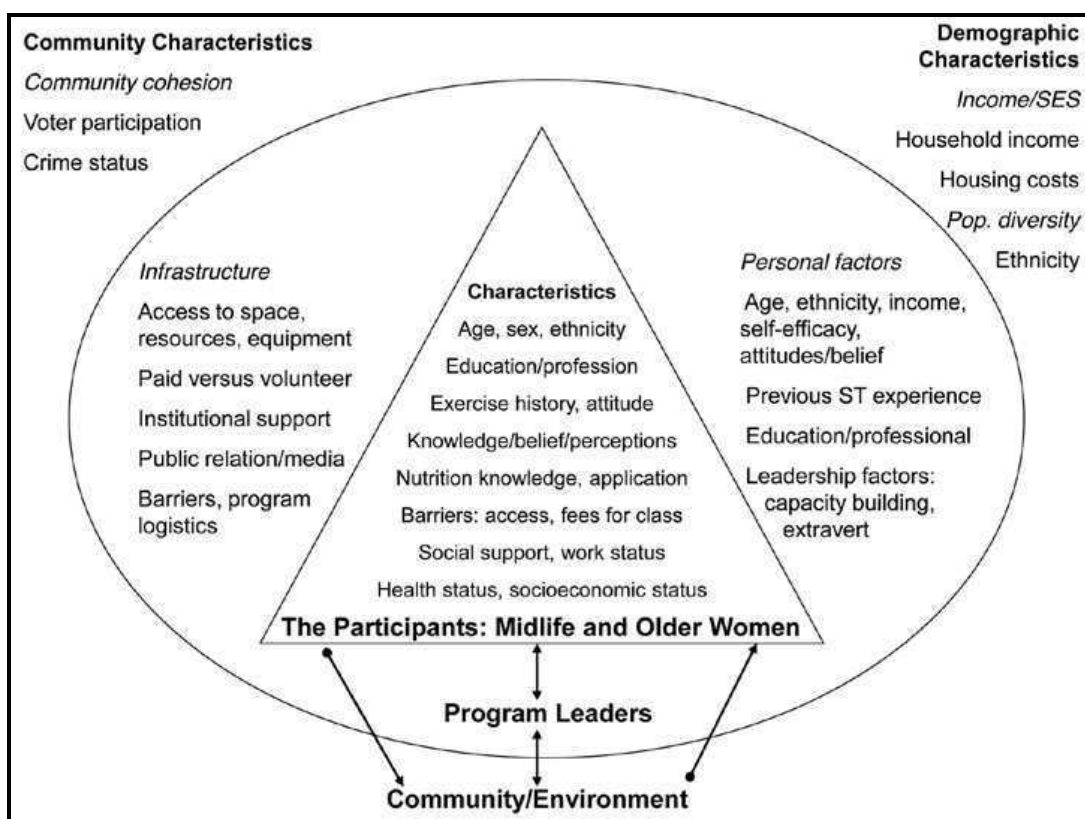 Community Characteristics
Community cohesion
Voter participation
Crime status
Demographic
Characteristics
Income/SES
Household income
Housing costs
Pop. diversity
Ethnicity
Infrastructure
Access to space,
resources, equipment
Paid versus volunteer
Institutional support
Public relation/media
Barriers, program
logistics
Characteristics
Age, sex, ethnicity
Education/profession
Exercise history, attitude
Knowledge/belief/perceptions
Nutrition knowledge, application
Barriers: access, fees for class
Social support, work status
Health status, socioeconomic status
The Participants: Midlife and Older Women
Personal factors
Age, ethnicity, income,
self-efficacy,
attitudes/belief
Previous ST experience
Education/professional
Leadership factors:
capacity building,
extravert
Program Leaders
Community/Environment